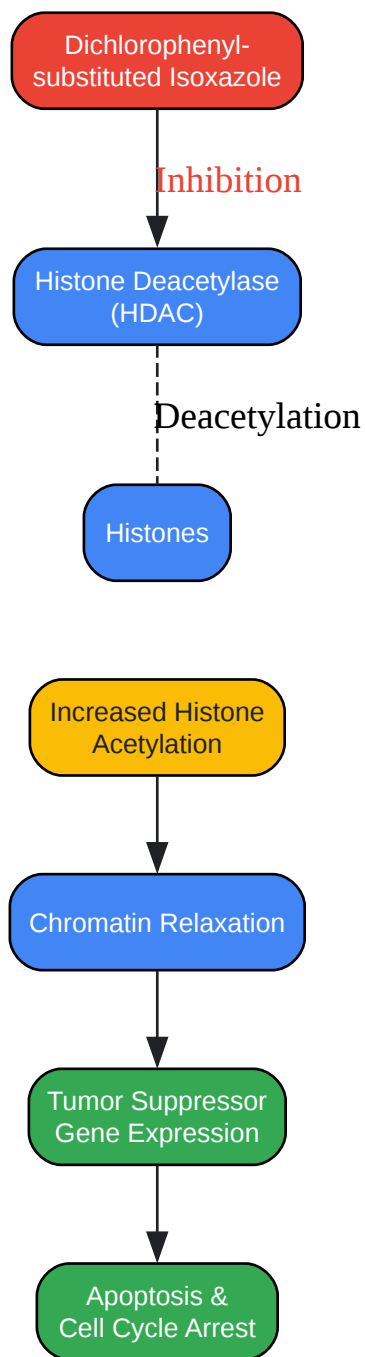 Dichlorophenyl-
substituted Isoxazole
Inhibition
Histone Deacetylase
(HDAC)
Deacetylation
Histones
Increased Histone
Acetylation
Chromatin Relaxation
Tumor Suppressor
Gene Expression
Apoptosis &
Cell Cycle Arrest